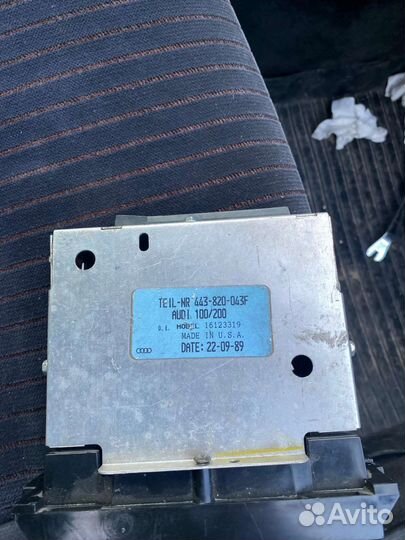 TEIL-NR 443-820-043F
AUDI 100/200
D.I. MODEL 16123319
MADE IN U.S.A.
DATE: 22-09-89
Avito